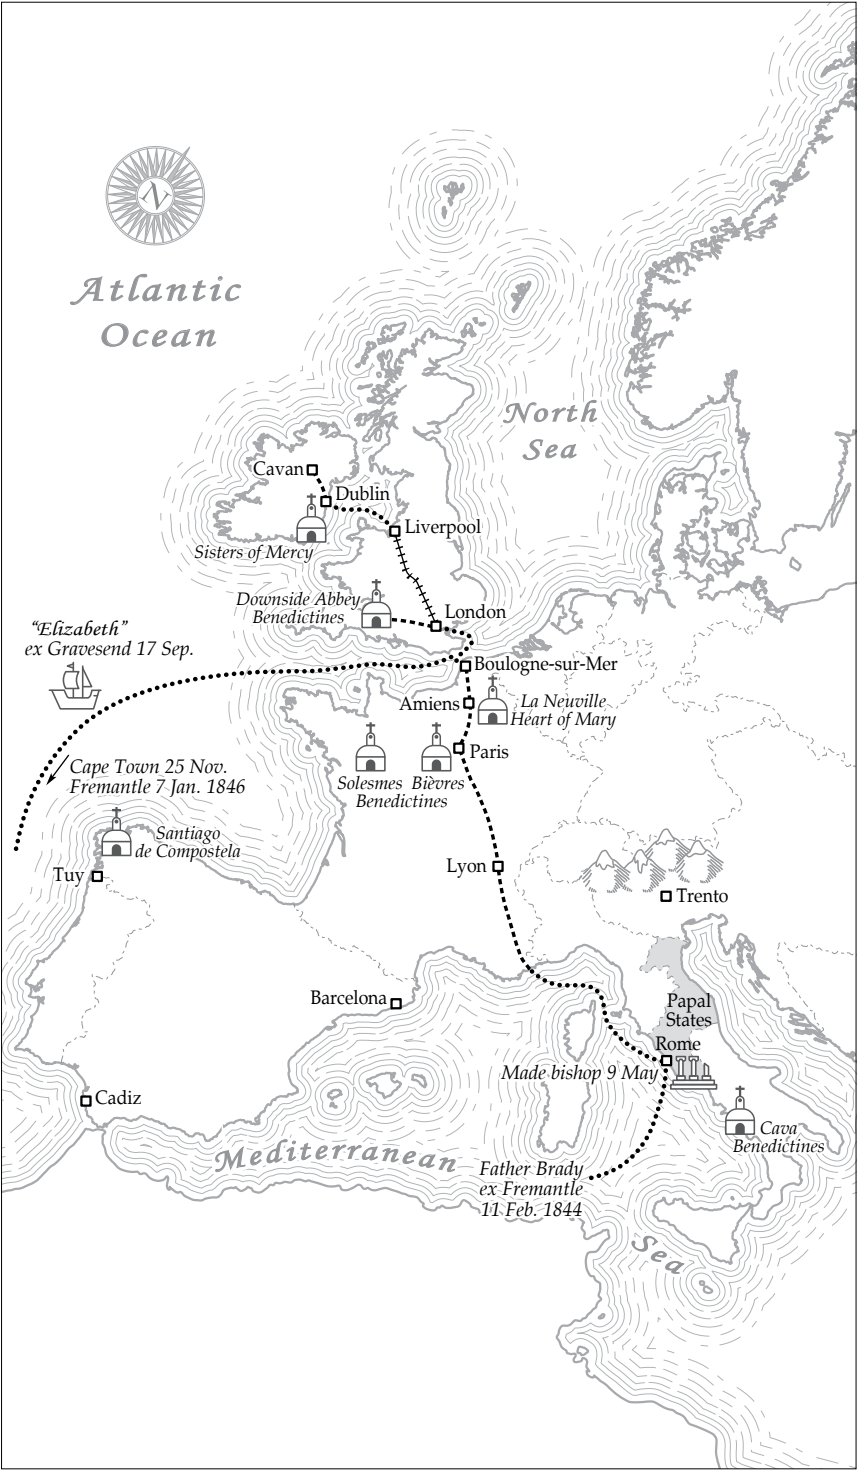 N
Atlantic
Ocean
North
Sea
Cavan
Dublin
Liverpool
Sisters of Mercy
Downside Abbey
Benedictines
London
“Elizabeth”
ex Gravesend 17 Sep.
Boulogne-sur-Mer
Amiens
La Neuville
Heart of Mary
Paris
Solesmes Bièvres
Benedictines
Cape Town 25 Nov.
Fremantle 7 Jan. 1846
Santiago
de Compostela
Tuy
Lyon
Trento
Barcelona
Papal
States
Rome
Made bishop 9 May
Cadiz
Cava
Benedictines
Mediterranean
Father Brady
ex Fremantle
11 Feb. 1844
Sea